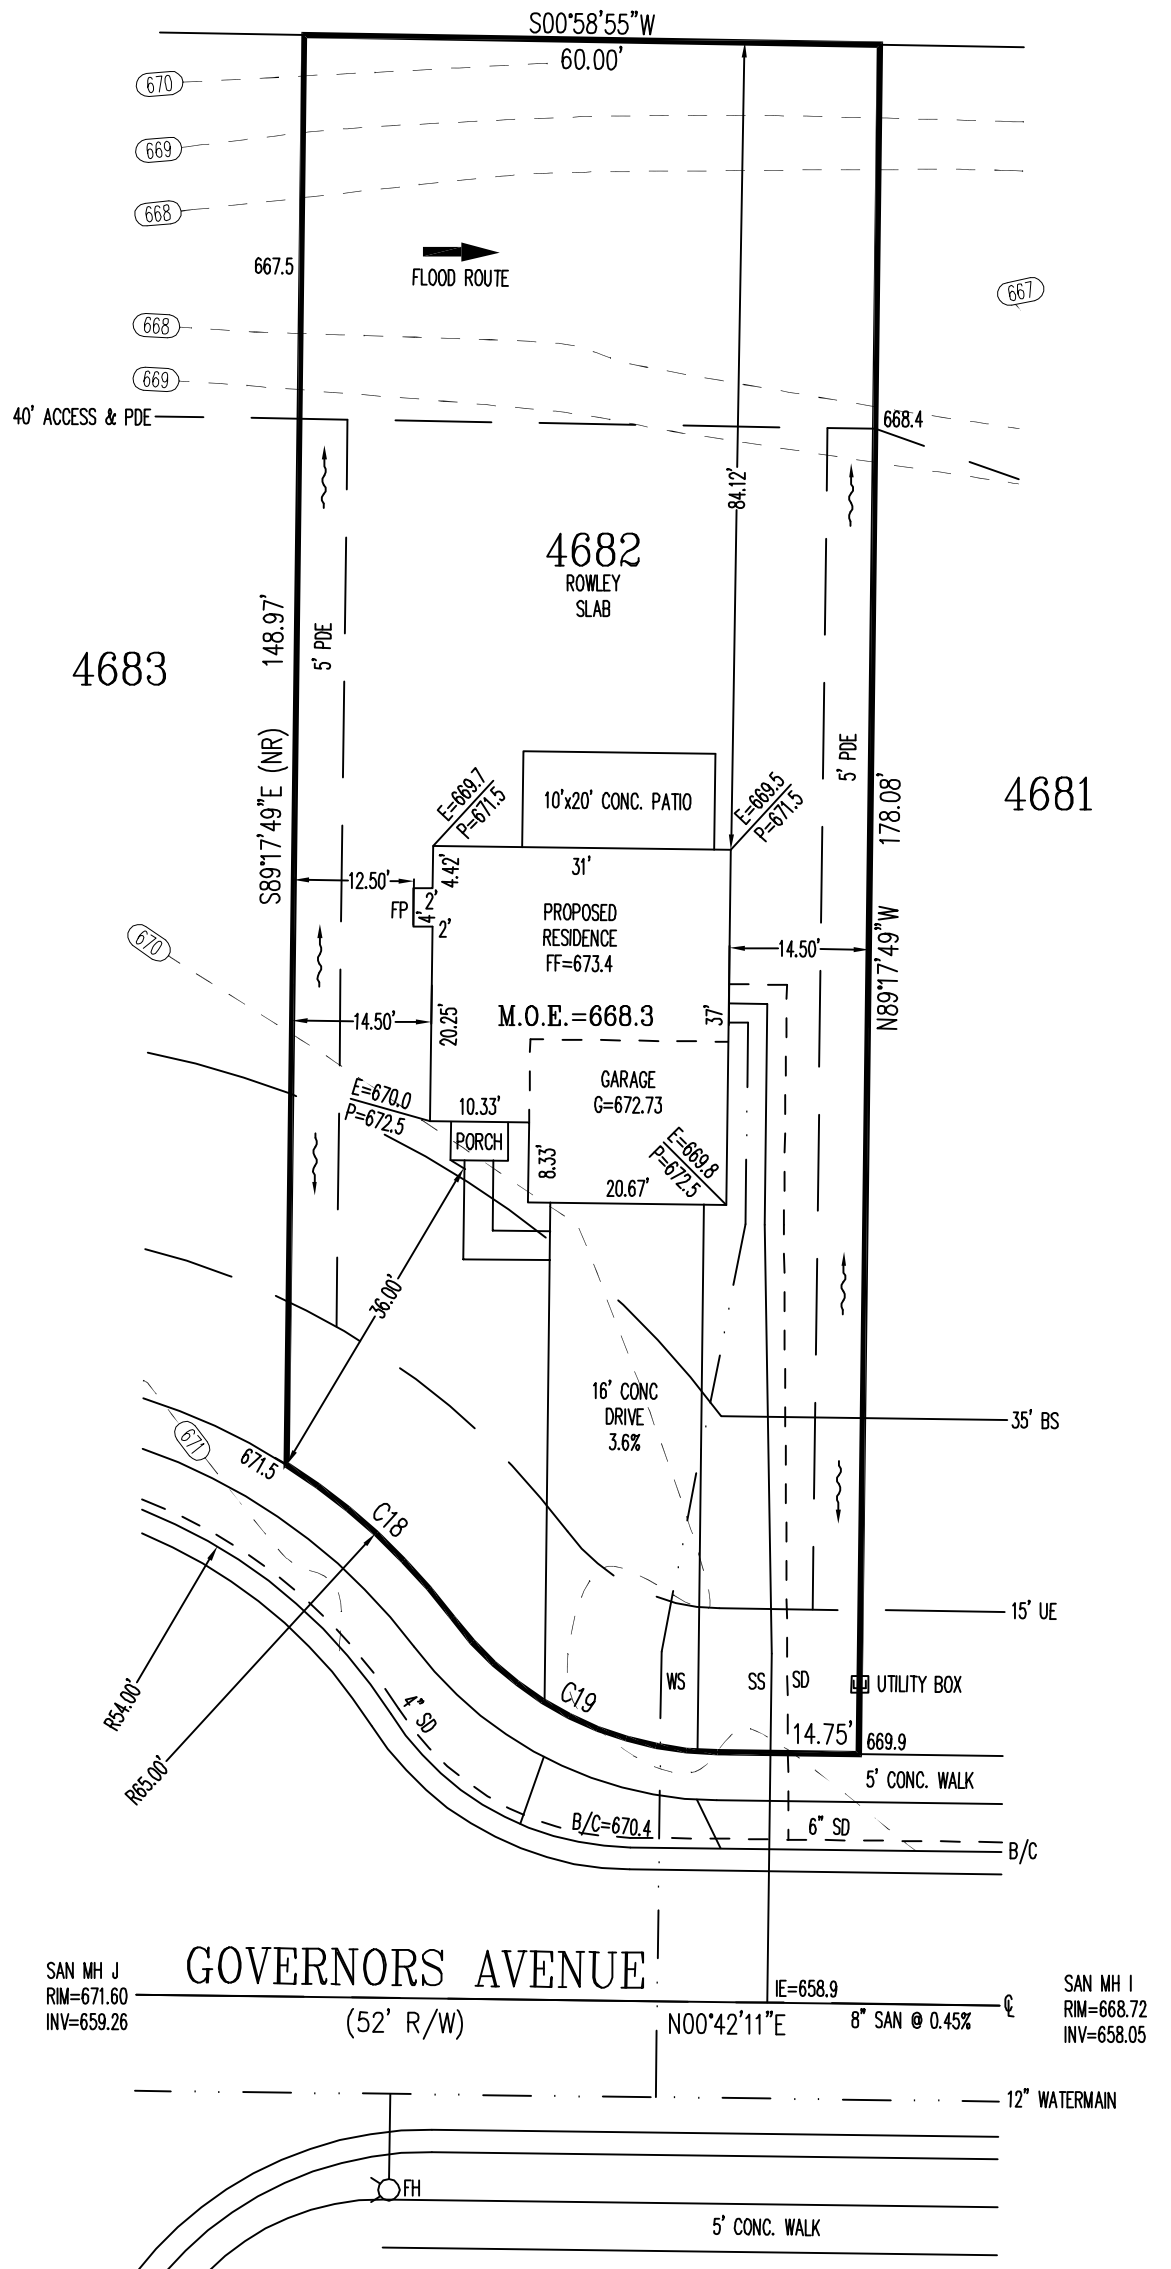 S00°58'55"W
60.00'
670
669
668
667.5
FLOOD ROUTE
667
668
669
40' ACCESS & PDE
668.4
84.12'
4682
ROWLEY
SLAB
148.97'
S89°17'49"E (NR)
5' PDE
4683
5' PDE
178.08'
N89°17'49"W
4681
E=669.7
P=671.5
10'x20' CONC. PATIO
E=669.5
P=671.5
31'
4.42'
12.50'
FP
2'
4'
2'
PROPOSED
RESIDENCE
FF=673.4
14.50'
670
M.O.E.=668.3
37'
14.50'
20.25'
GARAGE
G=672.73
E=670.0
P=672.5
10.33'
PORCH
8.33'
E=669.8
P=672.5
20.67'
36.00'
16' CONC
DRIVE
3.6%
35' BS
671
671.5
C18
15' UE
R54.00'
R65.00'
4" SD
C19
WS
SS
SD
UTILITY BOX
14.75'
669.9
5' CONC. WALK
B/C=670.4
6" SD
B/C
GOVERNORS AVENUE
(52' R/W)
SAN MH J
RIM=671.60
INV=659.26
IE=658.9
N00°42'11"E
8" SAN @ 0.45%
℄
SAN MH I
RIM=668.72
INV=658.05
12" WATERMAIN
FH
5' CONC. WALK